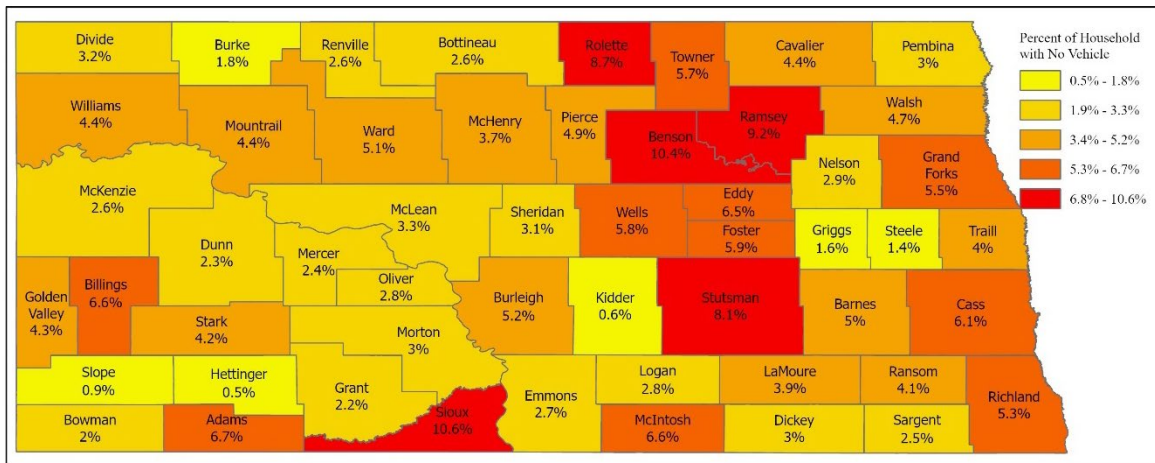 Divide
3.2%
Burke
1.8%
Renville
2.6%
Bottineau
2.6%
Rolette
8.7%
Towner
5.7%
Cavalier
4.4%
Pembina
3%
Williams
4.4%
Mountrail
4.4%
Ward
5.1%
McHenry
3.7%
Pierce
4.9%
Benson
10.4%
Ramsey
9.2%
Walsh
4.7%
Nelson
2.9%
Grand
Forks
5.5%
McKenzie
2.6%
Dunn
2.3%
Mercer
2.4%
Oliver
2.8%
McLean
3.3%
Sheridan
3.1%
Wells
5.8%
Eddy
6.5%
Foster
5.9%
Griggs
1.6%
Steele
1.4%
Traill
4%
Golden
Valley
4.3%
Billings
6.6%
Stark
4.2%
Morton
3%
Burleigh
5.2%
Kidder
0.6%
Stutsman
8.1%
Barnes
5%
Cass
6.1%
Slope
0.9%
Hettinger
0.5%
Grant
2.2%
Bowman
2%
Adams
6.7%
Sioux
10.6%
Emmons
2.7%
Logan
2.8%
McIntosh
6.6%
LaMoure
3.9%
Dickey
3%
Ransom
4.1%
Sargent
2.5%
Richland
5.3%
Percent of Household
with No Vehicle
0.5% - 1.8%
1.9% - 3.3%
3.4% - 5.2%
5.3% - 6.7%
6.8% - 10.6%